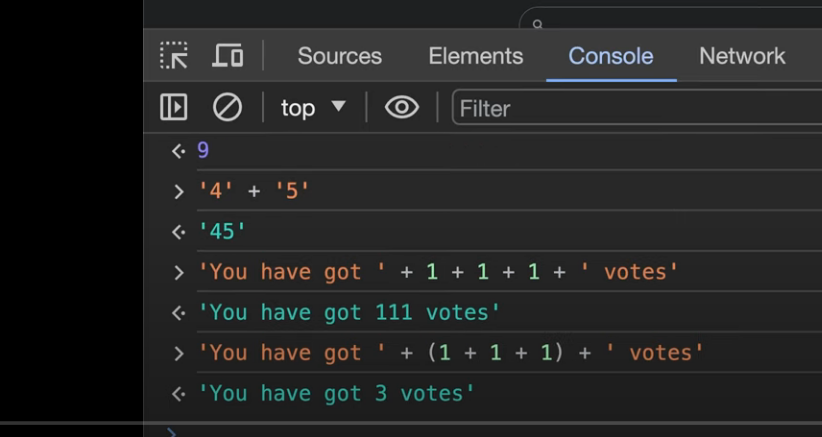 Sources Elements Console Network
top Filter
9
'4' + '5'
'45'
'You have got ' + 1 + 1 + 1 + ' votes'
'You have got 111 votes'
'You have got ' + (1 + 1 + 1) + ' votes'
'You have got 3 votes'